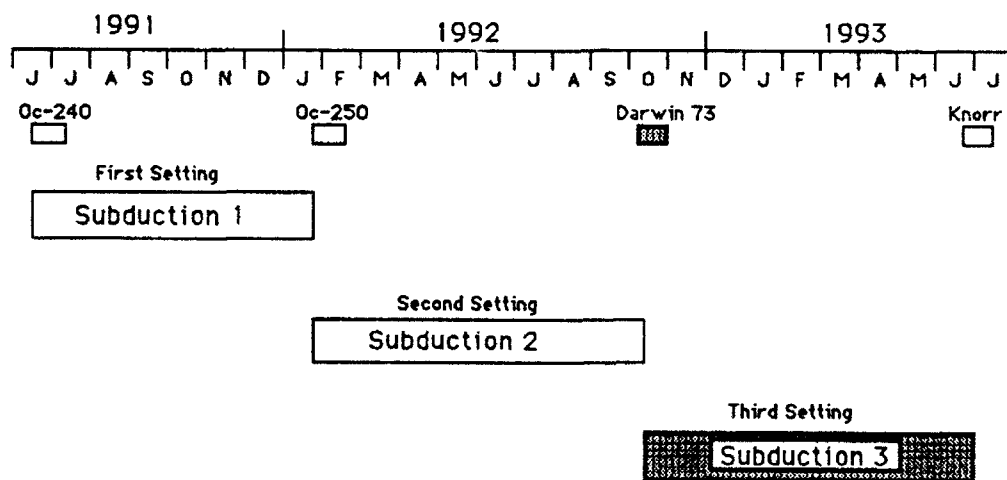 1991 1992 1993
J J A S O N D J F M A M J J A S O N D J F M A M J J
Oc-240 Oc-250 Darwin 73 Knorr
First Setting
Subduction 1
Second Setting
Subduction 2
Third Setting
Subduction 3